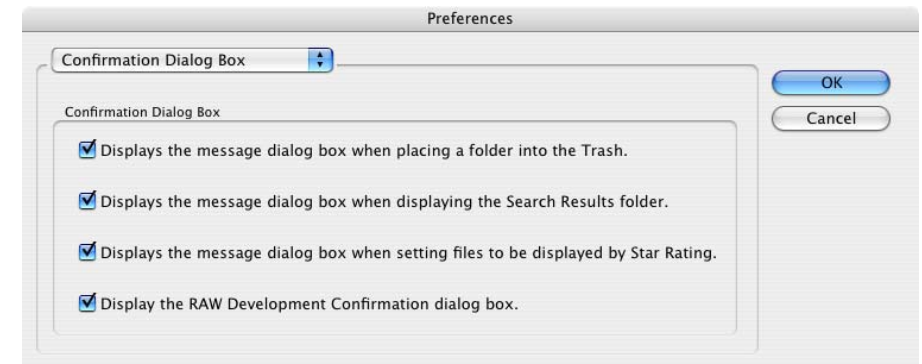 Preferences
Confirmation Dialog Box
OK
Cancel
Confirmation Dialog Box
Displays the message dialog box when placing a folder into the Trash.
Displays the message dialog box when displaying the Search Results folder.
Displays the message dialog box when setting files to be displayed by Star Rating.
Display the RAW Development Confirmation dialog box.